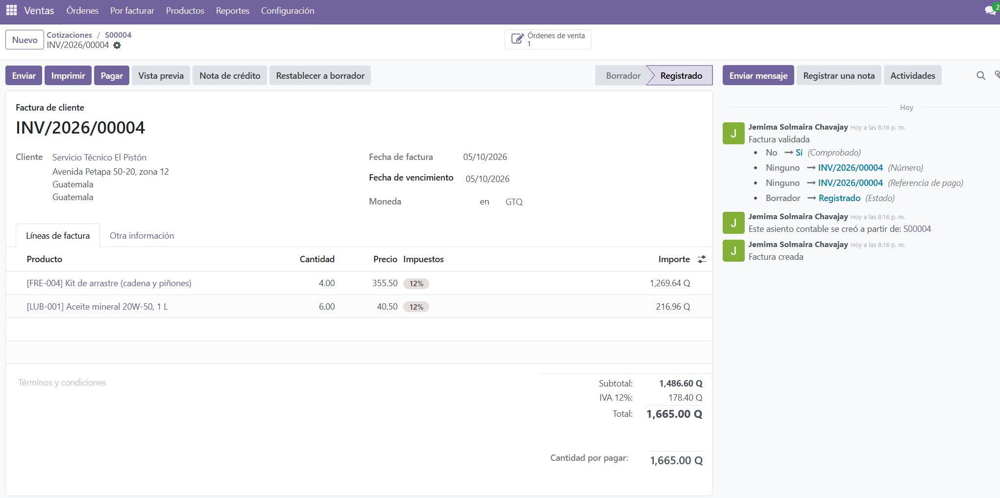 Ventas Órdenes Por facturar Productos Reportes Configuración 2
Nuevo
Cotizaciones / S00004
INV/2026/00004
Órdenes de venta
1
Enviar Imprimir Pagar Vista previa Nota de crédito Restablecer a borrador
Borrador Registrado
Enviar mensaje Registrar una nota Actividades
Factura de cliente
INV/2026/00004
Cliente Servicio Técnico El Pistón
Avenida Petapa 50-20, zona 12
Guatemala
Guatemala
Fecha de factura 05/10/2026
Fecha de vencimiento 05/10/2026
Moneda en GTQ
Líneas de factura Otra información
Producto Cantidad Precio Impuestos Importe
[FRE-004] Kit de arrastre (cadena y piñones) 4.00 355.50 12% 1,269.64 Q
[LUB-001] Aceite mineral 20W-50, 1 L 6.00 40.50 12% 216.96 Q
Términos y condiciones
Subtotal: 1,486.60 Q
IVA 12%: 178.40 Q
Total: 1,665.00 Q
Cantidad por pagar: 1,665.00 Q
Hoy
J
Jemima Solmaira Chavajay Hoy a las 8:16 p. m.
Factura validada
• No → Sí (Comprobado)
• Ninguno → INV/2026/00004 (Número)
• Ninguno → INV/2026/00004 (Referencia de pago)
• Borrador → Registrado (Estado)
J
Jemima Solmaira Chavajay Hoy a las 8:16 p. m.
Este asiento contable se creó a partir de: S00004
J
Jemima Solmaira Chavajay Hoy a las 8:16 p. m.
Factura creada